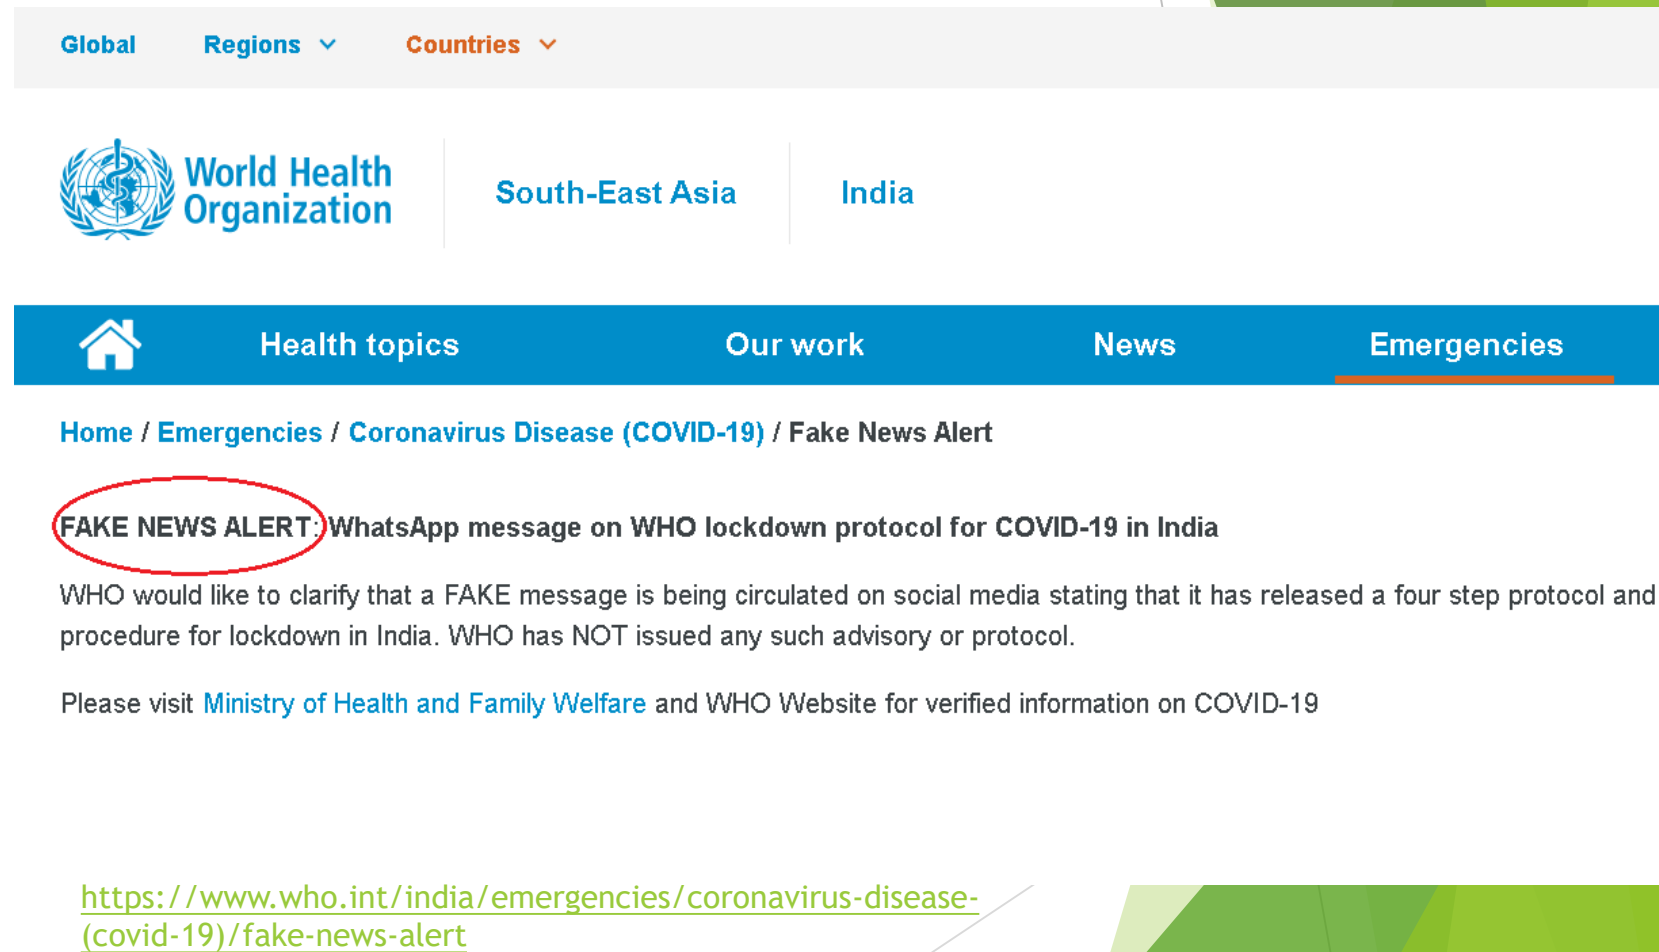 Global Regions Countries
World Health
Organization
South-East Asia
India
Health topics Our work News Emergencies
Home / Emergencies / Coronavirus Disease (COVID-19) / Fake News Alert
FAKE NEWS ALERT: WhatsApp message on WHO lockdown protocol for COVID-19 in India
WHO would like to clarify that a FAKE message is being circulated on social media stating that it has released a four step protocol and
procedure for lockdown in India. WHO has NOT issued any such advisory or protocol.
Please visit Ministry of Health and Family Welfare and WHO Website for verified information on COVID-19
https://www.who.int/india/emergencies/coronavirus-disease-
(covid-19)/fake-news-alert